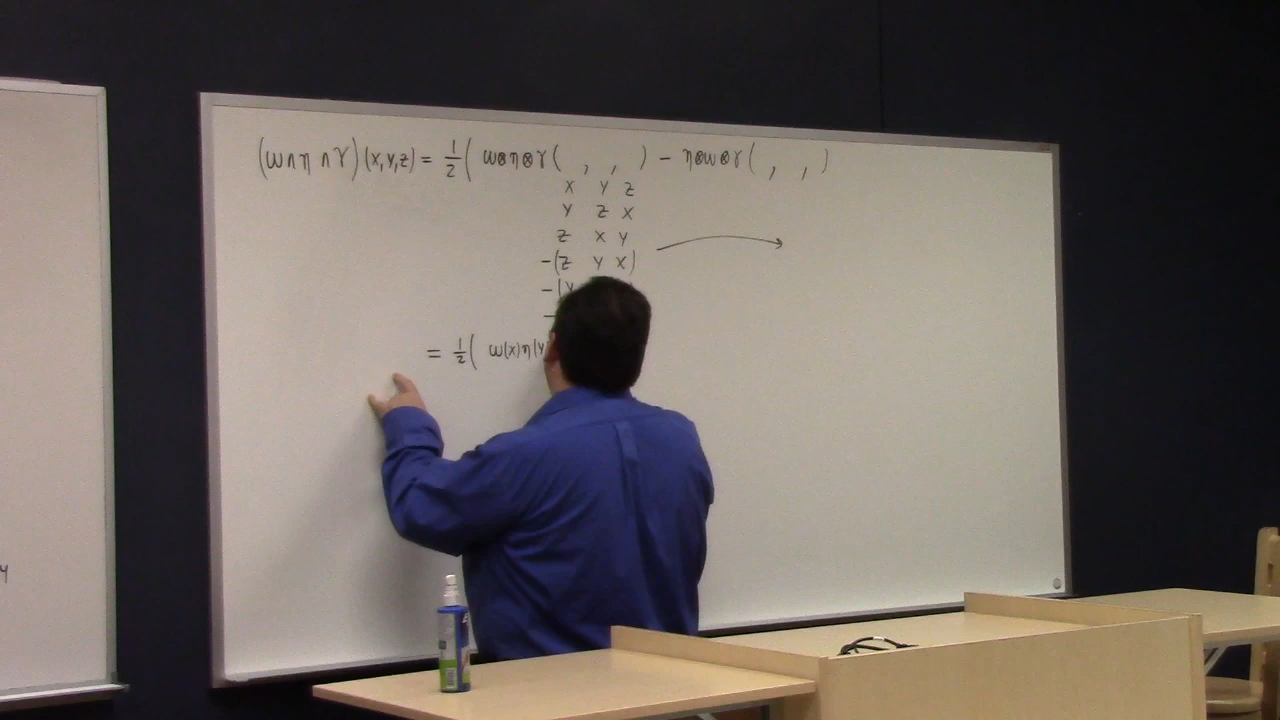 (ω∧η∧γ)(X,Y,Z) = 1/2( ω⊗η⊗γ( , , ) − η⊗ω⊗γ( , , )
X Y Z
Y Z X
Z X Y
-(Z Y X)
= 1/2( ω(X)η(Y